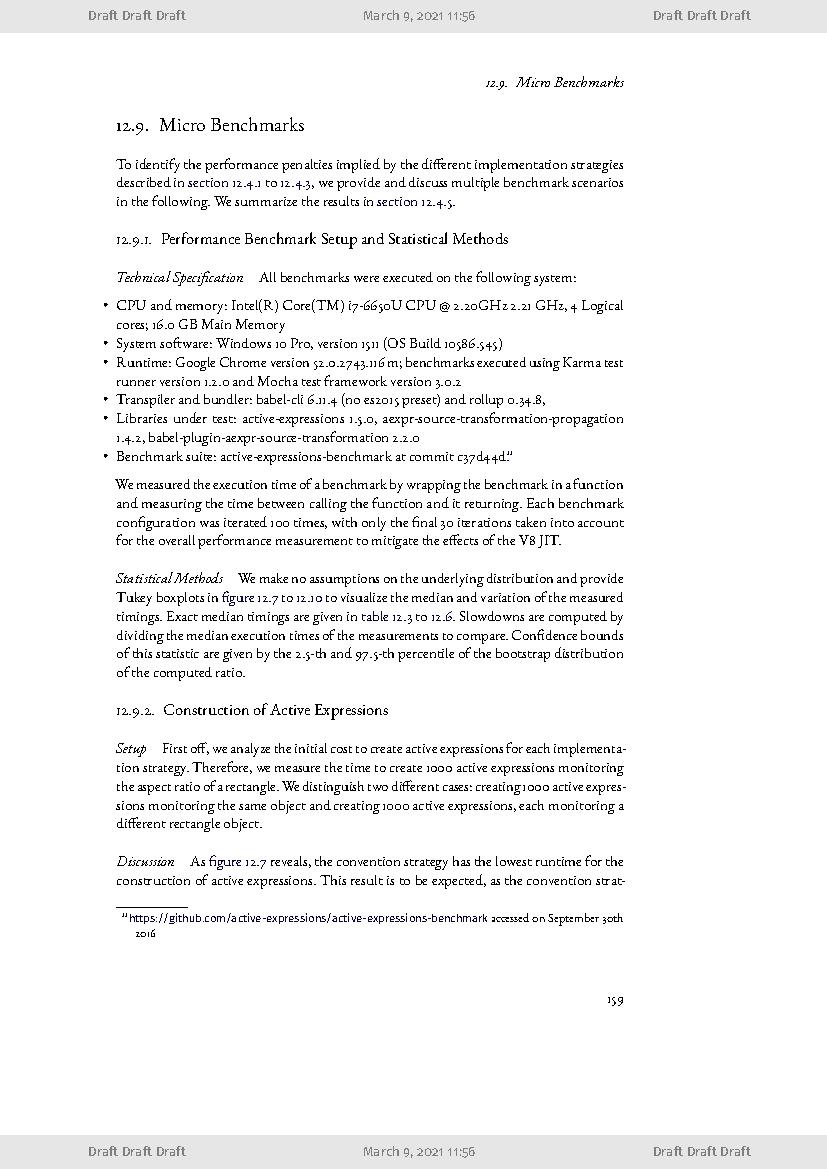 Draft Draft Draft March 9, 2021 11:56 Draft Draft Draft
12.9. Micro Benchmarks
12.9. Micro Benchmarks
To identify the performance penalties implied by the different implementation strategies
described in section 12.4.1 to 12.4.3, we provide and discuss multiple benchmark scenarios
in the following. We summarize the results in section 12.4.5.
12.9.1. Performance Benchmark Setup and Statistical Methods
Technical Specification All benchmarks were executed on the following system:
• CPU and memory: Intel(R) Core(TM) i7-6650U CPU @ 2.20GHz 2.21 GHz, 4 Logical
cores; 16.0 GB Main Memory
• System software: Windows 10 Pro, version 1511 (OS Build 10586.545)
• Runtime: Google Chrome version 52.0.2743.116 m; benchmarks executed using Karma test
runner version 1.2.0 and Mocha test framework version 3.0.2
• Transpiler and bundler: babel-cli 6.11.4 (no es2015 preset) and rollup 0.34.8,
• Libraries under test: active-expressions 1.5.0, aexpr-source-transformation-propagation
1.4.2, babel-plugin-aexpr-source-transformation 2.2.0
• Benchmark suite: active-expressions-benchmark at commit c37d44d.11
We measured the execution time of a benchmark by wrapping the benchmark in a function
and measuring the time between calling the function and it returning. Each benchmark
configuration was iterated 100 times, with only the final 30 iterations taken into account
for the overall performance measurement to mitigate the effects of the V8 JIT.
Statistical Methods We make no assumptions on the underlying distribution and provide
Tukey boxplots in figure 12.7 to 12.10 to visualize the median and variation of the measured
timings. Exact median timings are given in table 12.3 to 12.6. Slowdowns are computed by
dividing the median execution times of the measurements to compare. Confidence bounds
of this statistic are given by the 2.5-th and 97.5-th percentile of the bootstrap distribution
of the computed ratio.
12.9.2. Construction of Active Expressions
Setup First off, we analyze the initial cost to create active expressions for each implementa-
tion strategy. Therefore, we measure the time to create 1000 active expressions monitoring
the aspect ratio of a rectangle. We distinguish two different cases: creating 1000 active expres-
sions monitoring the same object and creating 1000 active expressions, each monitoring a
different rectangle object.
Discussion As figure 12.7 reveals, the convention strategy has the lowest runtime for the
construction of active expressions. This result is to be expected, as the convention strat-
11 https://github.com/active-expressions/active-expressions-benchmark accessed on September 30th
2016
159
Draft Draft Draft March 9, 2021 11:56 Draft Draft Draft